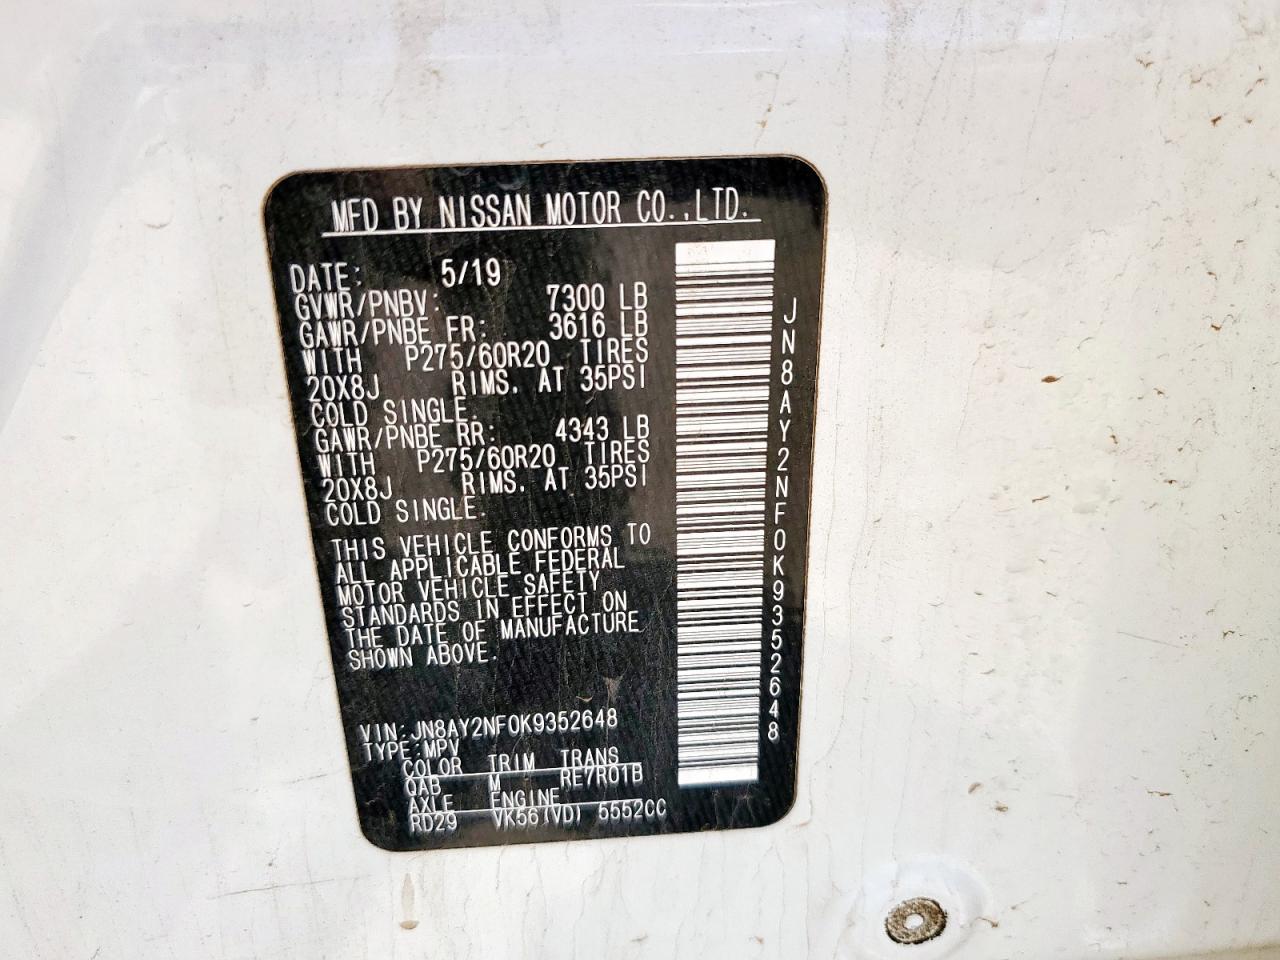 MFD BY NISSAN MOTOR CO.,LTD.
DATE: 5/19
GVWR/PNBV: 7300 LB
GAWR/PNBE FR: 3616 LB
WITH P275/60R20 TIRES
20X8J RIMS. AT 35PSI
COLD SINGLE.
GAWR/PNBE RR: 4343 LB
WITH P275/60R20 TIRES
20X8J RIMS. AT 35PSI
COLD SINGLE.
THIS VEHICLE CONFORMS TO
ALL APPLICABLE FEDERAL
MOTOR VEHICLE SAFETY
STANDARDS IN EFFECT ON
THE DATE OF MANUFACTURE
SHOWN ABOVE.
VIN:JN8AY2NF0K9352648
TYPE:MPV
COLOR TRIM TRANS
QAB M RE7R01B
AXLE ENGINE
RD29 VK56(VD) 5552CC
JN8AY2NF0K9352648